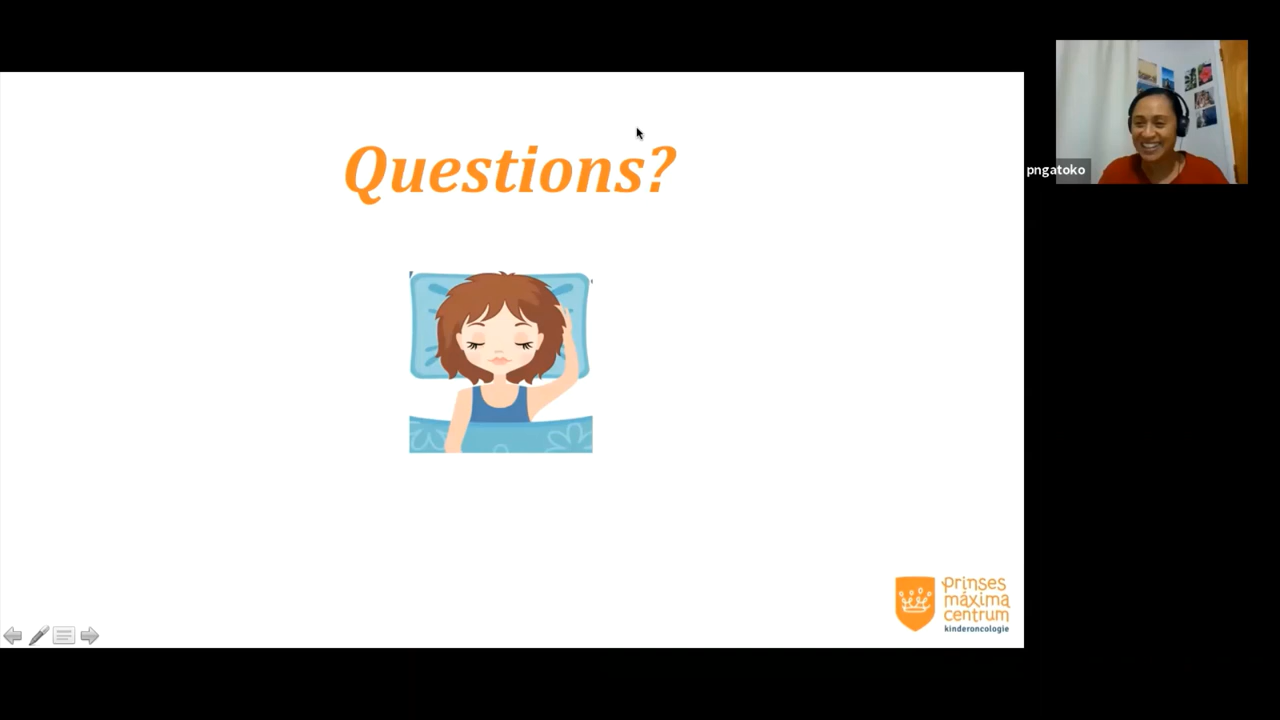 Questions?
pngatoko
prinses
máxima
centrum
kinderoncologie